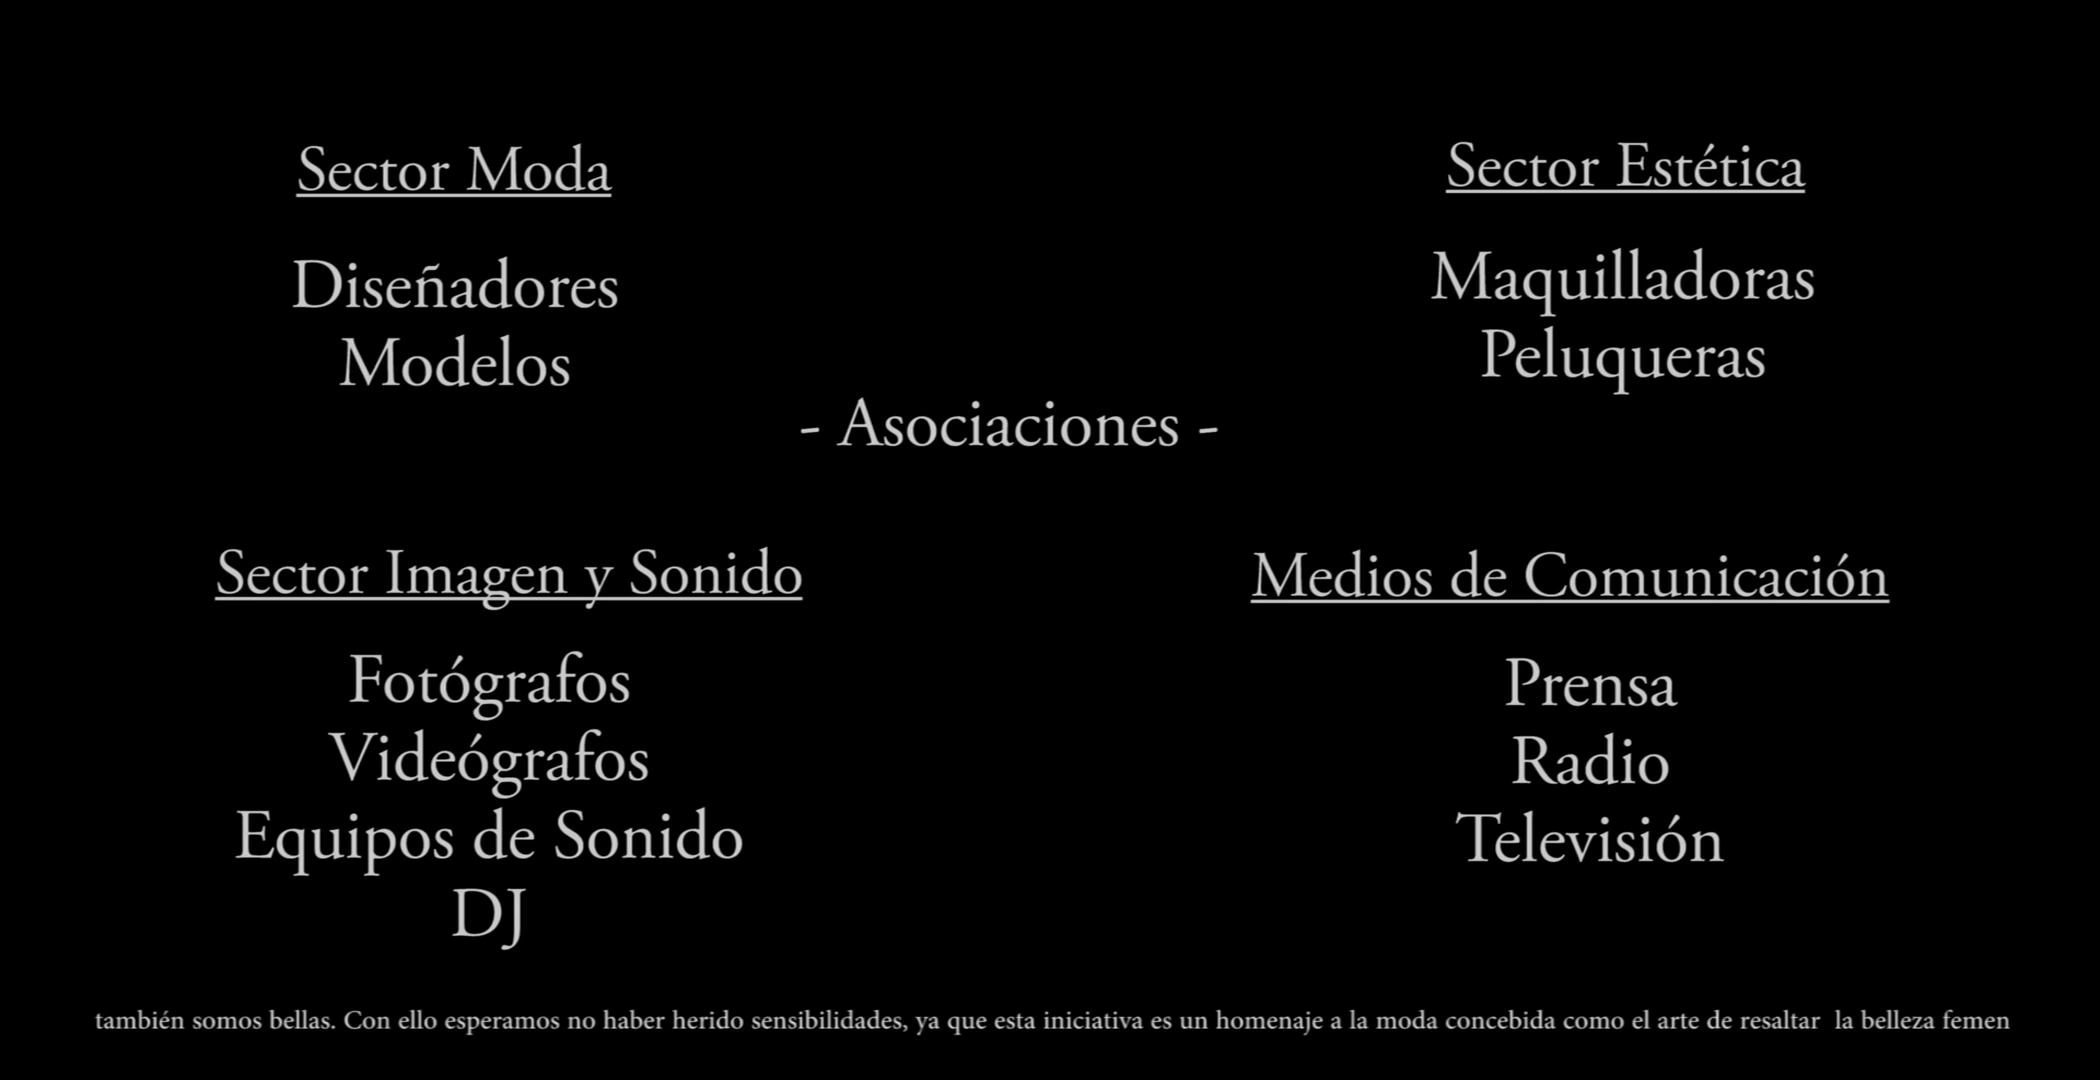 Sector Moda
Diseñadores
Modelos
Sector Estética
Maquilladoras
Peluqueras
- Asociaciones -
Sector Imagen y Sonido
Fotógrafos
Videógrafos
Equipos de Sonido
DJ
Medios de Comunicación
Prensa
Radio
Televisión
también somos bellas. Con ello esperamos no haber herido sensibilidades, ya que esta iniciativa es un homenaje a la moda concebida como el arte de resaltar la belleza femen